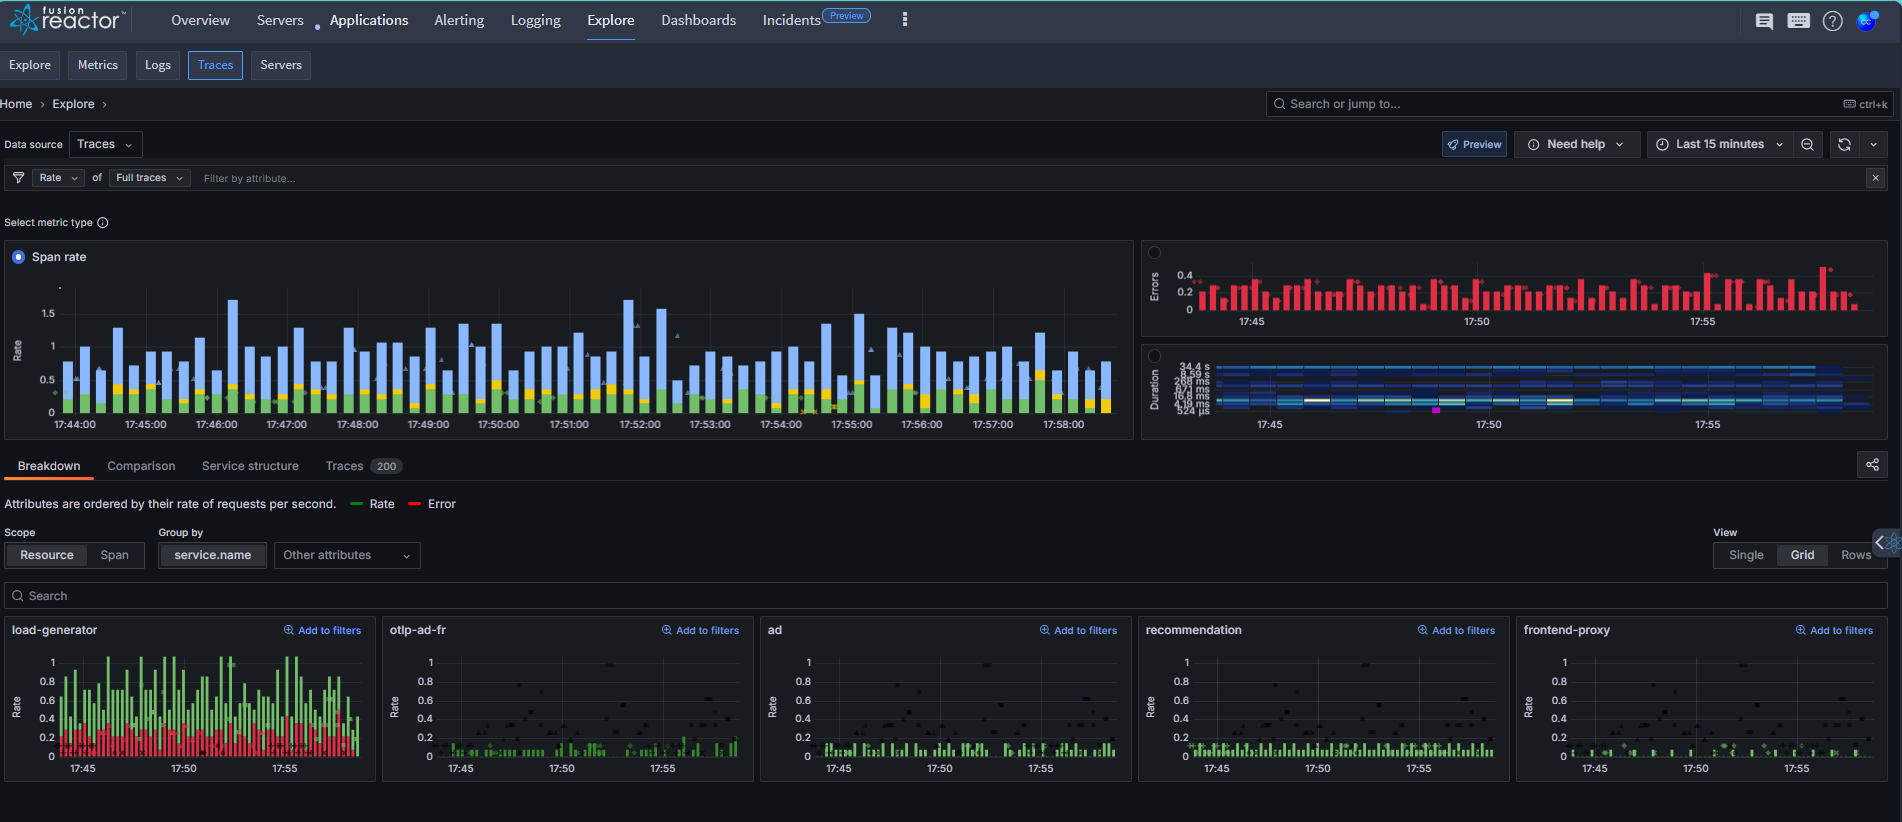 fusion reactor™
Overview Servers Applications Alerting Logging Explore Dashboards Incidents Preview
Explore Metrics Logs Traces Servers
Home › Explore ›
Search or jump to... ctrl+k
Data source Traces
Preview Need help Last 15 minutes
Rate of Full traces Filter by attribute...
Select metric type
Span rate
Rate
1.5
1
0.5
0
17:44:00 17:45:00 17:46:00 17:47:00 17:48:00 17:49:00 17:50:00 17:51:00 17:52:00 17:53:00 17:54:00 17:55:00 17:56:00 17:57:00 17:58:00
Errors
0.4
0.2
0
17:45 17:50 17:55
Duration
34.4 s
8.59 s
268 ms
67.1 ms
16.8 ms
4.19 ms
524 µs
17:45 17:50 17:55
Breakdown Comparison Service structure Traces 200
Attributes are ordered by their rate of requests per second. Rate Error
Scope Group by View
Resource Span service.name Other attributes Single Grid Rows
Search
load-generator Add to filters
Rate
1
0.8
0.6
0.4
0.2
0
17:45 17:50 17:55
otlp-ad-fr Add to filters
Rate
1
0.8
0.6
0.4
0.2
0
17:45 17:50 17:55
ad Add to filters
Rate
1
0.8
0.6
0.4
0.2
0
17:45 17:50 17:55
recommendation Add to filters
Rate
1
0.8
0.6
0.4
0.2
0
17:45 17:50 17:55
frontend-proxy Add to filters
Rate
1
0.8
0.6
0.4
0.2
0
17:45 17:50 17:55